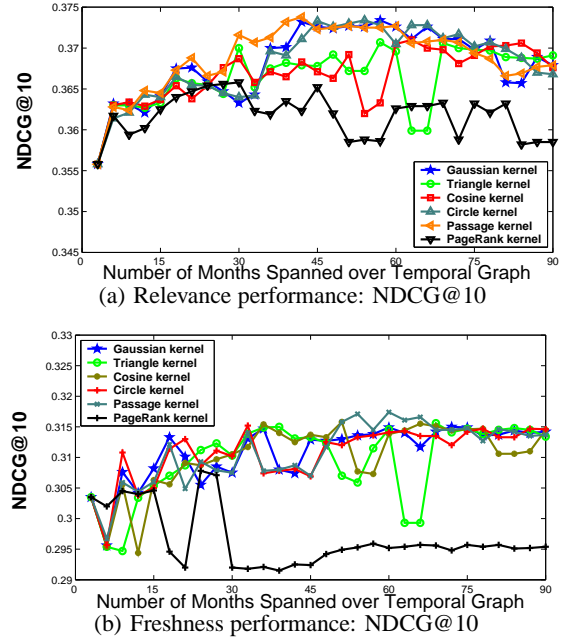 0.375
0.37
0.365
0.36
0.355
0.35
0.345
NDCG@10
Gaussian kernel
Triangle kernel
Cosine kernel
Circle kernel
Passage kernel
PageRank kernel
0 15 30 45 60 75 90
Number of Months Spanned over Temporal Graph
(a) Relevance performance: NDCG@10
0.33
0.325
0.32
0.315
0.31
0.305
0.3
0.295
0.29
NDCG@10
Gaussian kernel
Triangle kernel
Cosine kernel
Circle kernel
Passage kernel
PageRank kernel
0 15 30 45 60 75 90
Number of Months Spanned over Temporal Graph
(b) Freshness performance: NDCG@10